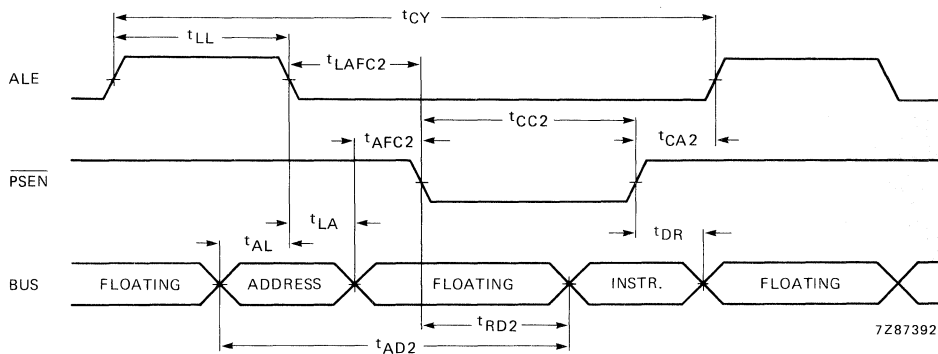 tCY
tLL
tLAFC2
ALE
tCC2
tAFC2
tCA2
PSEN
tLA
tAL
tDR
BUS
FLOATING
ADDRESS
FLOATING
INSTR.
FLOATING
tRD2
7Z87392
tAD2